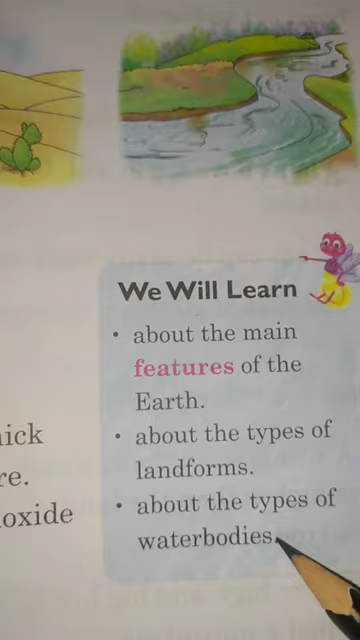 We Will Learn
• about the main
features of the
Earth.
• about the types of
landforms.
• about the types of
waterbodies.
re.
oxide